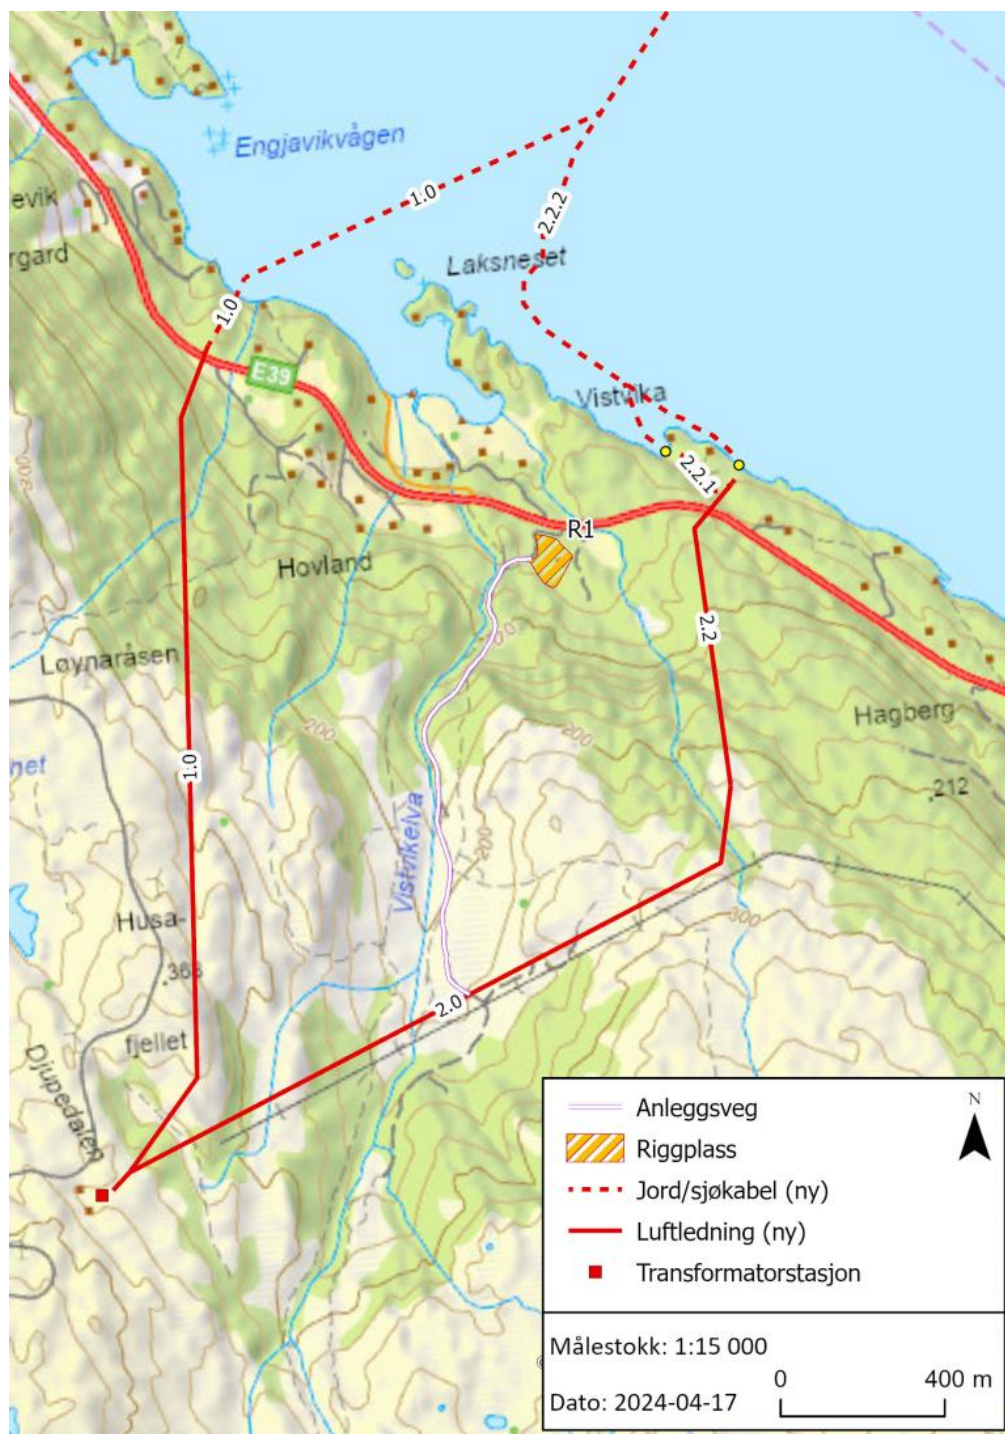 Engjavikvågen
1.0
2.2.2
evik
rgard
Laksneset
1.0
E39
Vistvika
300
2.2.1
R1
Hovland
2.2
Løynaråsen
200
200
Hagberg
net
1.0
212
Vistvikelva
200
Husa-
300
368
2.0
fjellet
Djupedalen
Anleggsveg
N
Riggplass
Jord/sjøkabel (ny)
Luftledning (ny)
Transformatorstasjon
Målestokk: 1:15 000
0 400 m
Dato: 2024-04-17